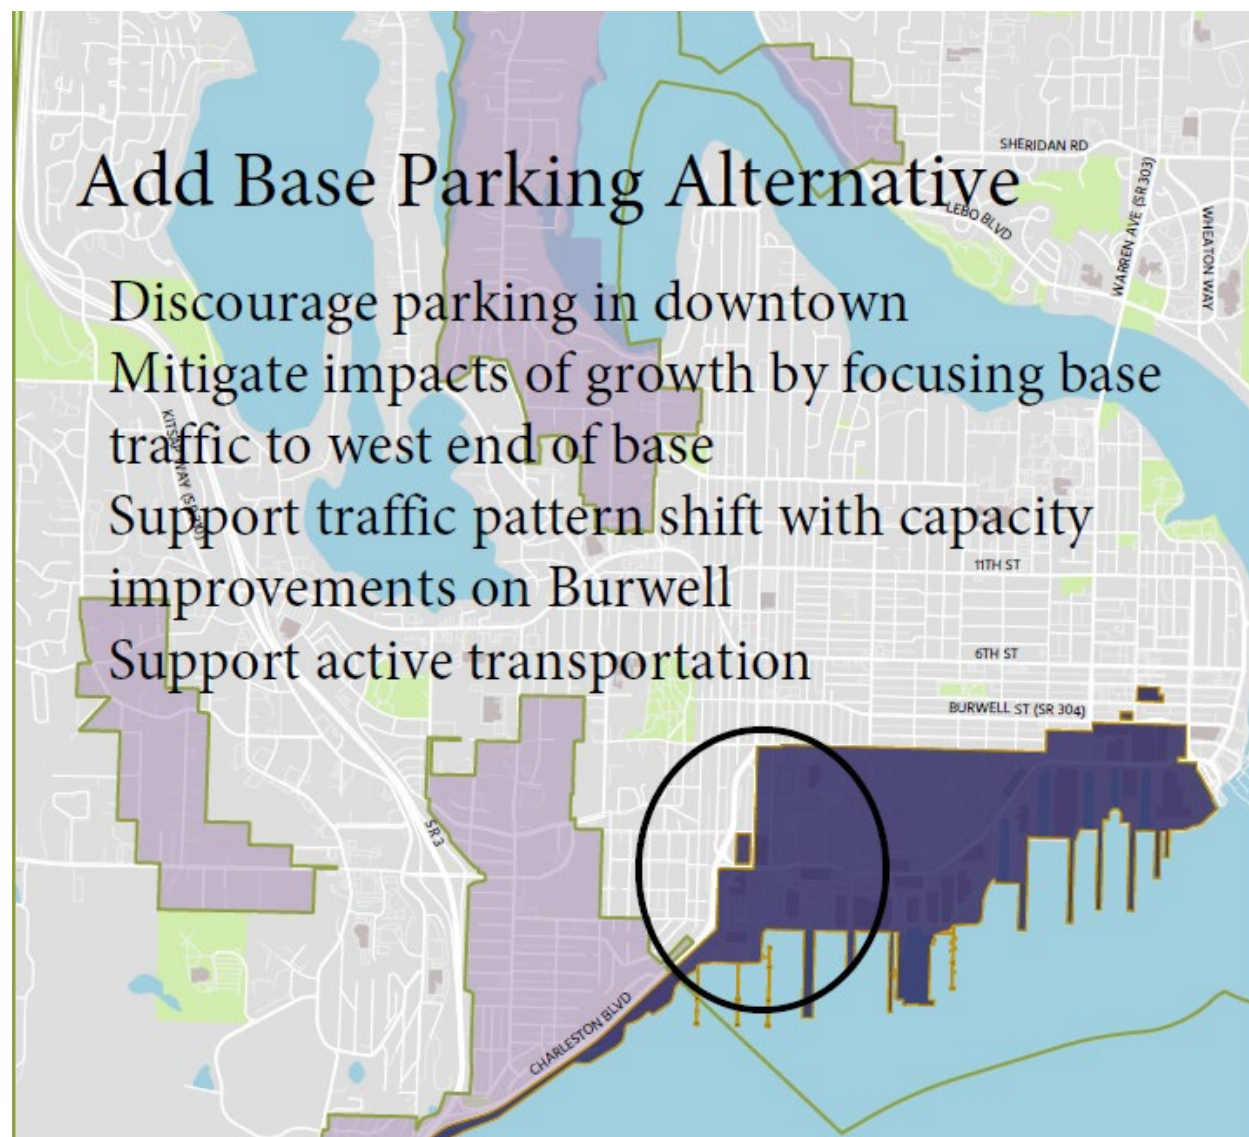 Add Base Parking Alternative
Discourage parking in downtown
Mitigate impacts of growth by focusing base
traffic to west end of base
Support traffic pattern shift with capacity
improvements on Burwell
Support active transportation
SHERIDAN RD
LEBO BLVD
WARREN AVE (SR 303)
WHEATON WAY
KITSAP WAY
11TH ST
6TH ST
BURWELL ST (SR 304)
SR 3
CHARLESTON BLVD